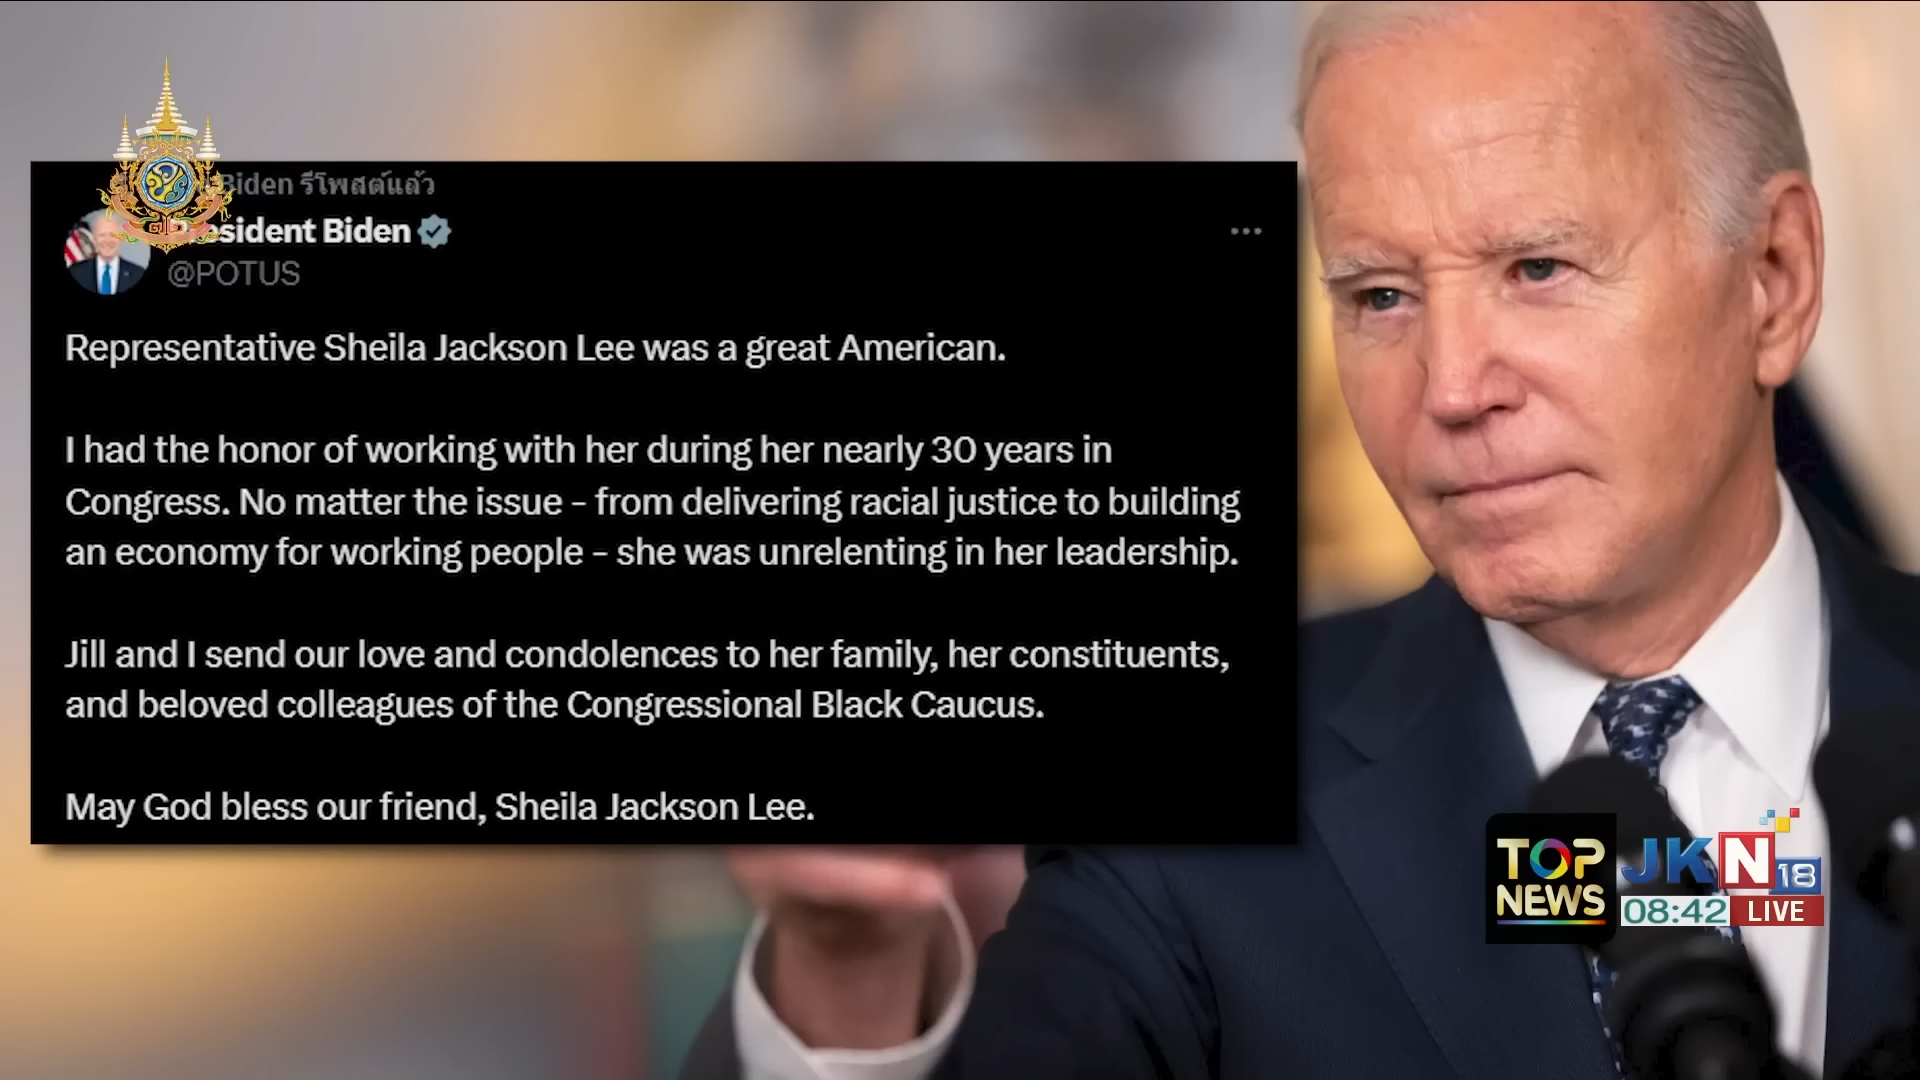 Biden รีโพสต์แล้ว
President Biden
@POTUS
Representative Sheila Jackson Lee was a great American.
I had the honor of working with her during her nearly 30 years in
Congress. No matter the issue – from delivering racial justice to building
an economy for working people – she was unrelenting in her leadership.
Jill and I send our love and condolences to her family, her constituents,
and beloved colleagues of the Congressional Black Caucus.
May God bless our friend, Sheila Jackson Lee.
TOP
NEWS
JKN18
08:42 LIVE